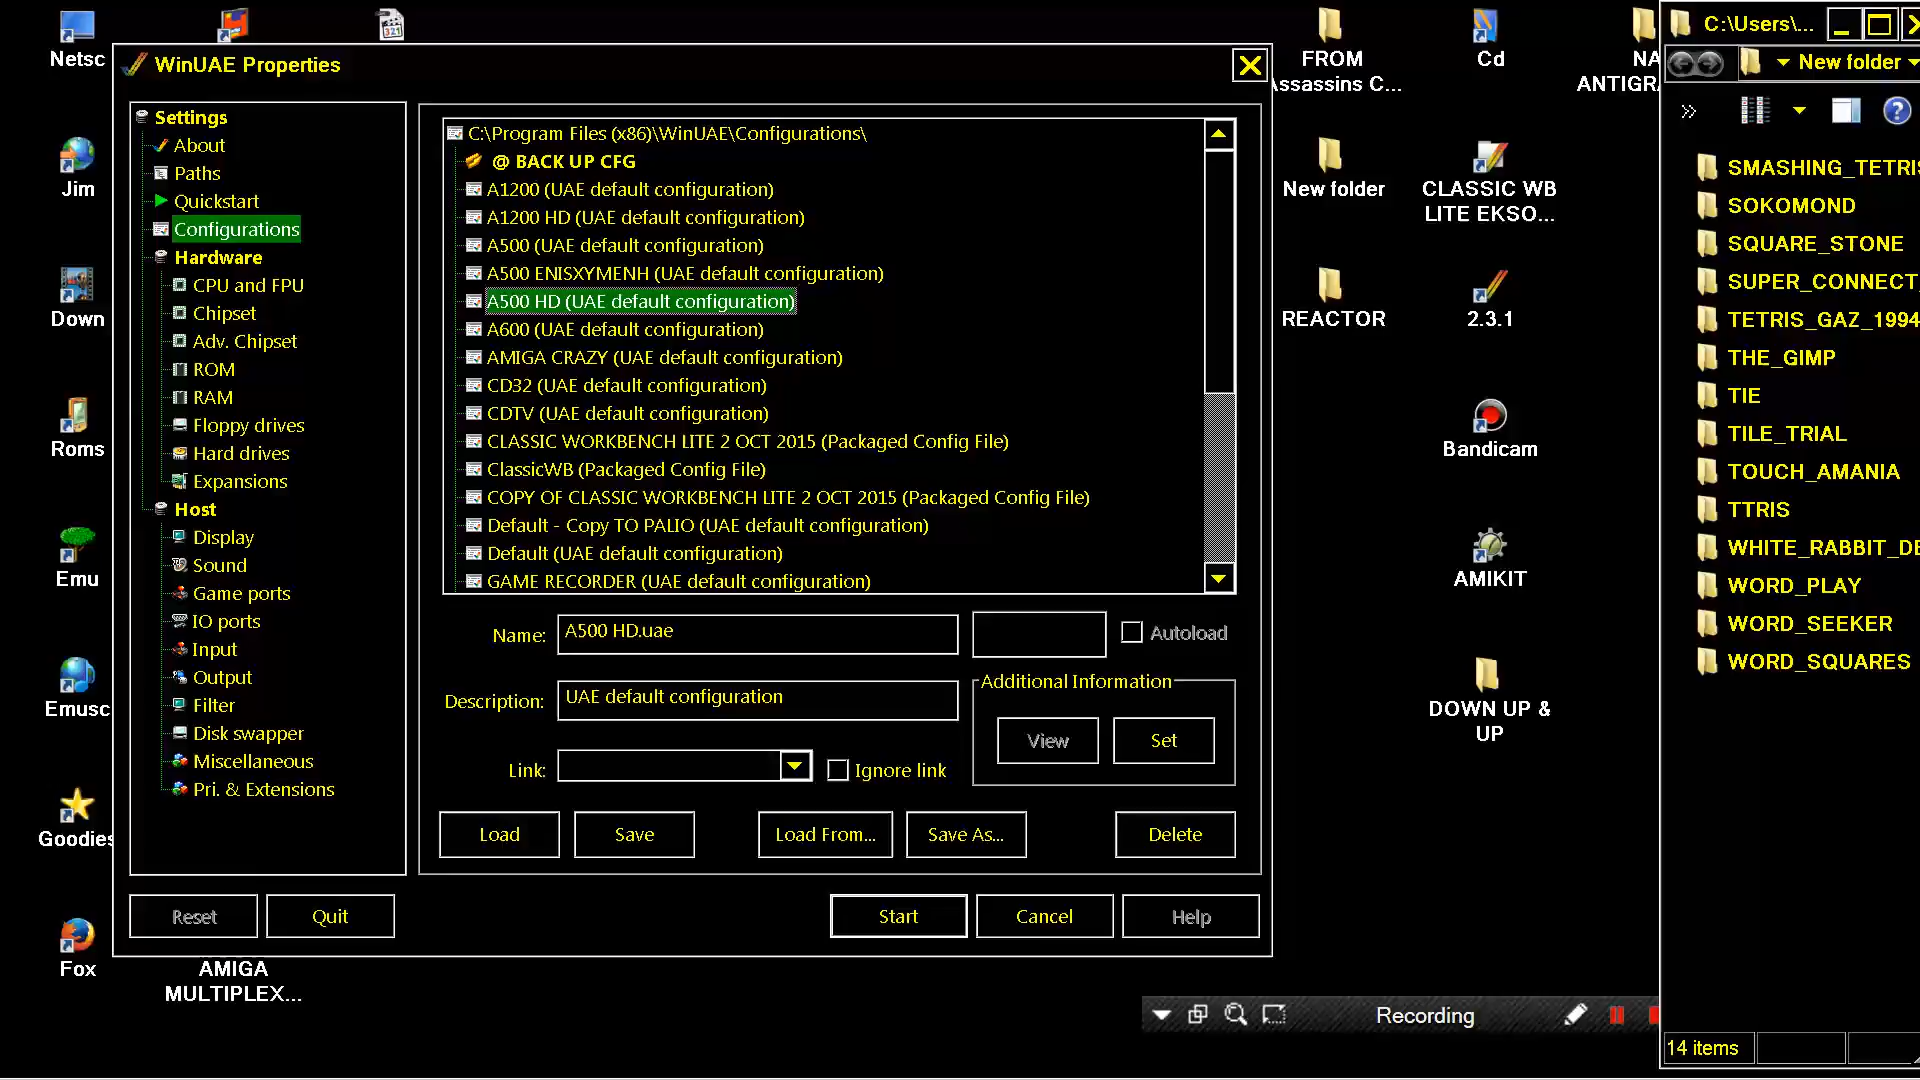 Netsc
Jim
Down
Roms
Emu
Emusc
Goodies
Fox
AMIGA
MULTIPLEX...
WinUAE Properties
Settings
About
Paths
Quickstart
Configurations
Hardware
CPU and FPU
Chipset
Adv. Chipset
ROM
RAM
Floppy drives
Hard drives
Expansions
Host
Display
Sound
Game ports
IO ports
Input
Output
Filter
Disk swapper
Miscellaneous
Pri. & Extensions
C:\Program Files (x86)\WinUAE\Configurations\
@ BACK UP CFG
A1200 (UAE default configuration)
A1200 HD (UAE default configuration)
A500 (UAE default configuration)
A500 ENISXYMENH (UAE default configuration)
A500 HD (UAE default configuration)
A600 (UAE default configuration)
AMIGA CRAZY (UAE default configuration)
CD32 (UAE default configuration)
CDTV (UAE default configuration)
CLASSIC WORKBENCH LITE 2 OCT 2015 (Packaged Config File)
ClassicWB (Packaged Config File)
COPY OF CLASSIC WORKBENCH LITE 2 OCT 2015 (Packaged Config File)
Default - Copy TO PALIO (UAE default configuration)
Default (UAE default configuration)
GAME RECORDER (UAE default configuration)
Name: A500 HD.uae Autoload
Description: UAE default configuration
Additional Information
View Set
Link: Ignore link
Load Save Load From... Save As... Delete
Reset Quit Start Cancel Help
FROM
Assassins C...
New folder
REACTOR
Cd
CLASSIC WB
LITE EKSO...
2.3.1
Bandicam
AMIKIT
DOWN UP &
UP
NA
ANTIGRA
Recording
C:\Users\...
New folder
SMASHING_TETRIS
SOKOMOND
SQUARE_STONE
SUPER_CONNECT_
TETRIS_GAZ_1994
THE_GIMP
TIE
TILE_TRIAL
TOUCH_AMANIA
TTRIS
WHITE_RABBIT_DE
WORD_PLAY
WORD_SEEKER
WORD_SQUARES
14 items